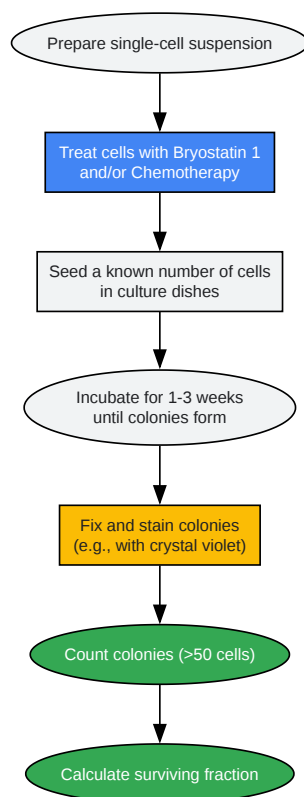 Prepare single-cell suspension
Treat cells with Bryostatin 1
and/or Chemotherapy
Seed a known number of cells
in culture dishes
Incubate for 1-3 weeks
until colonies form
Fix and stain colonies
(e.g., with crystal violet)
Count colonies (>50 cells)
Calculate surviving fraction